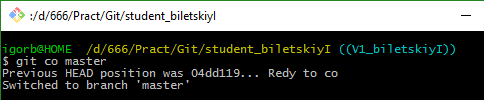 :/d/666/Pract/Git/student_biletskiyI
igorb@HOME /d/666/Pract/Git/student_biletskiyI ((V1_biletskiyI))
$ git co master
Previous HEAD position was 04dd119... Redy to co
Switched to branch 'master'